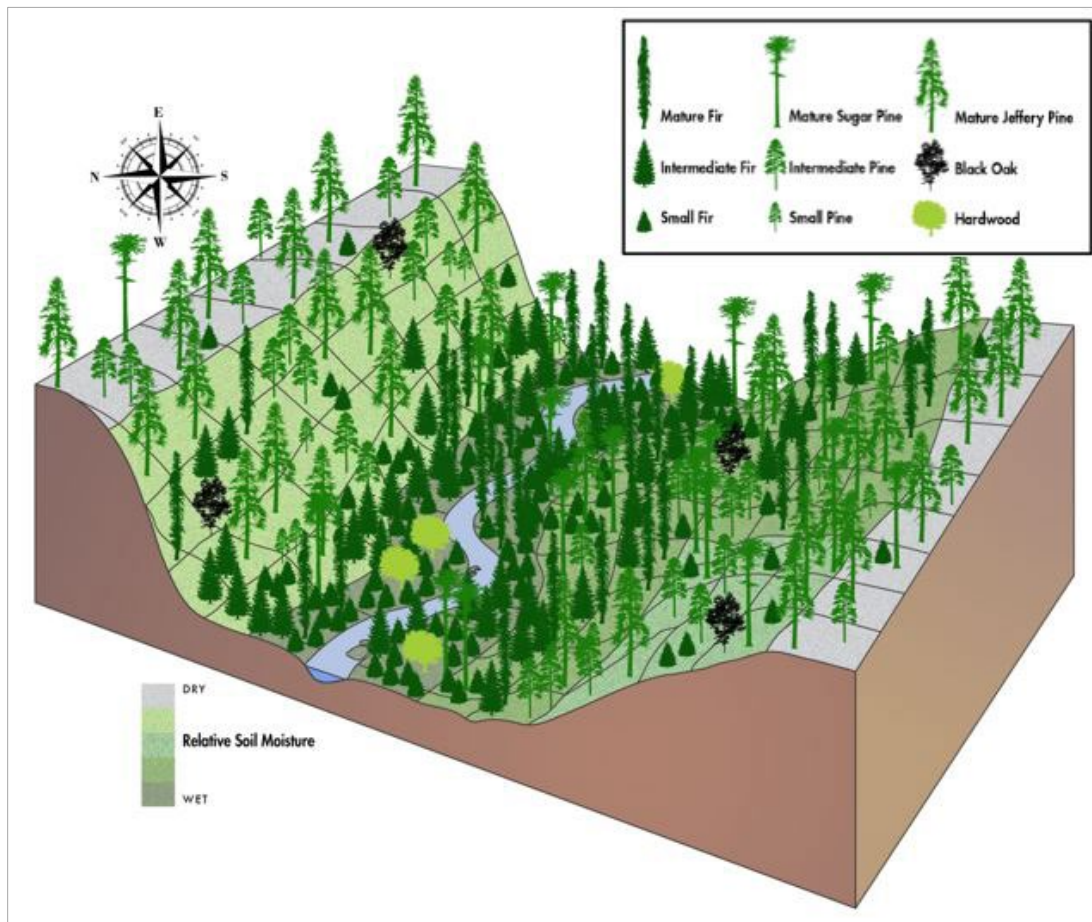 Mature Fir
Mature Sugar Pine
Mature Jeffery Pine
Intermediate Fir
Intermediate Pine
Black Oak
Small Fir
Small Pine
Hardwood
E
N
S
W
DRY
Relative Soil Moisture
WET